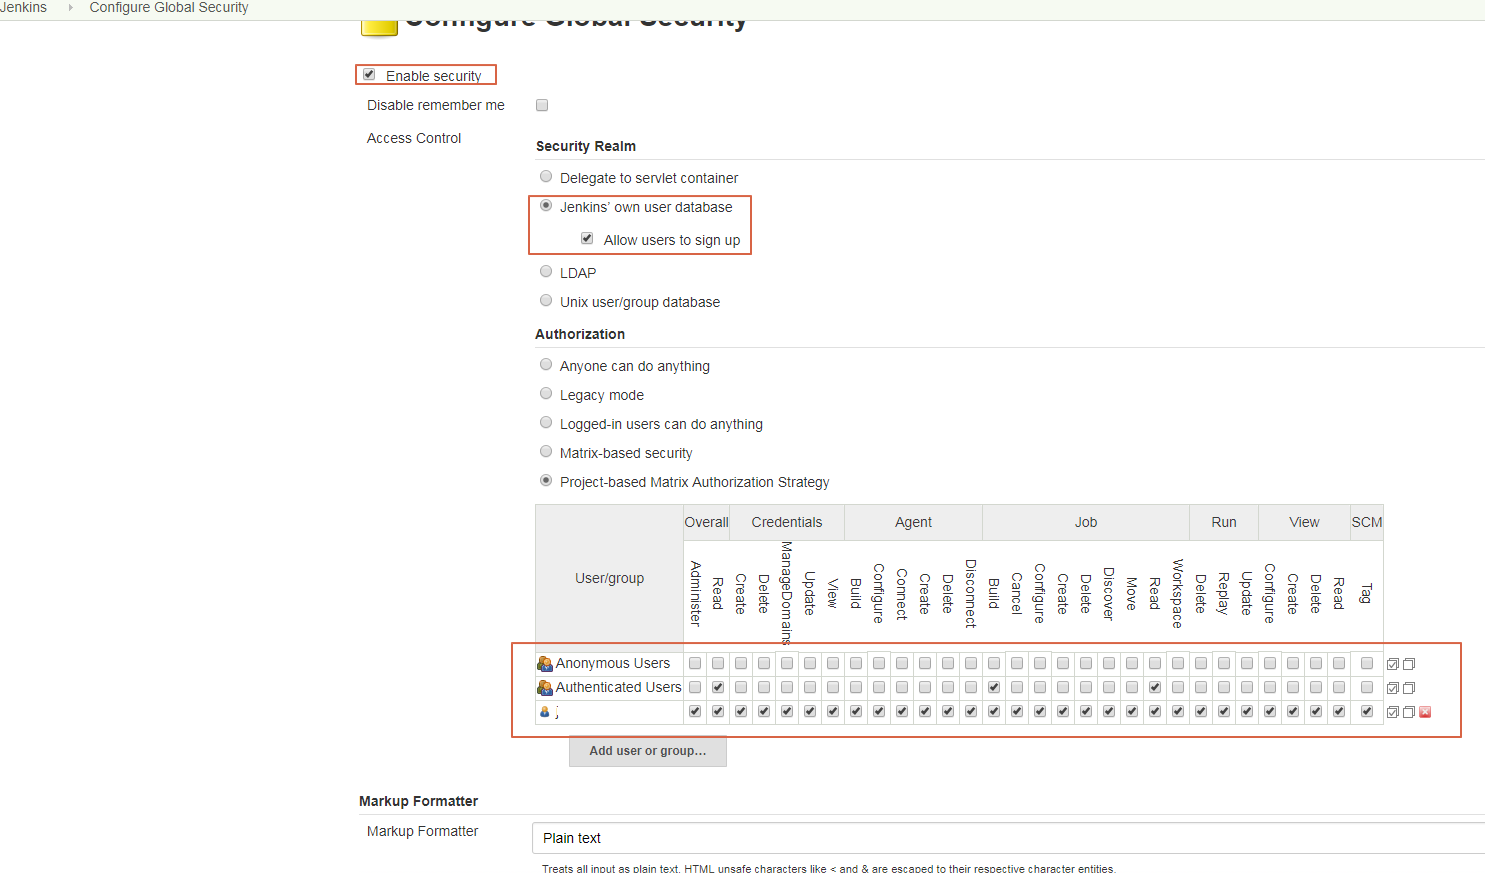 Jenkins Configure Global Security
Configure Global Security
Enable security
Disable remember me
Access Control
Security Realm
Delegate to servlet container
Jenkins' own user database
Allow users to sign up
LDAP
Unix user/group database
Authorization
Anyone can do anything
Legacy mode
Logged-in users can do anything
Matrix-based security
Project-based Matrix Authorization Strategy
User/group Overall Credentials Agent Job Run View SCM
Administer Read Create Delete ManageDomains Update View Build Configure Connect Create Delete Disconnect Build Cancel Configure Create Delete Discover Move Read Workspace Delete Replay Update Configure Create Delete Read Tag
Anonymous Users
Authenticated Users
Add user or group...
Markup Formatter
Markup Formatter Plain text
Treats all input as plain text. HTML unsafe characters like < and & are escaped to their respective character entities.